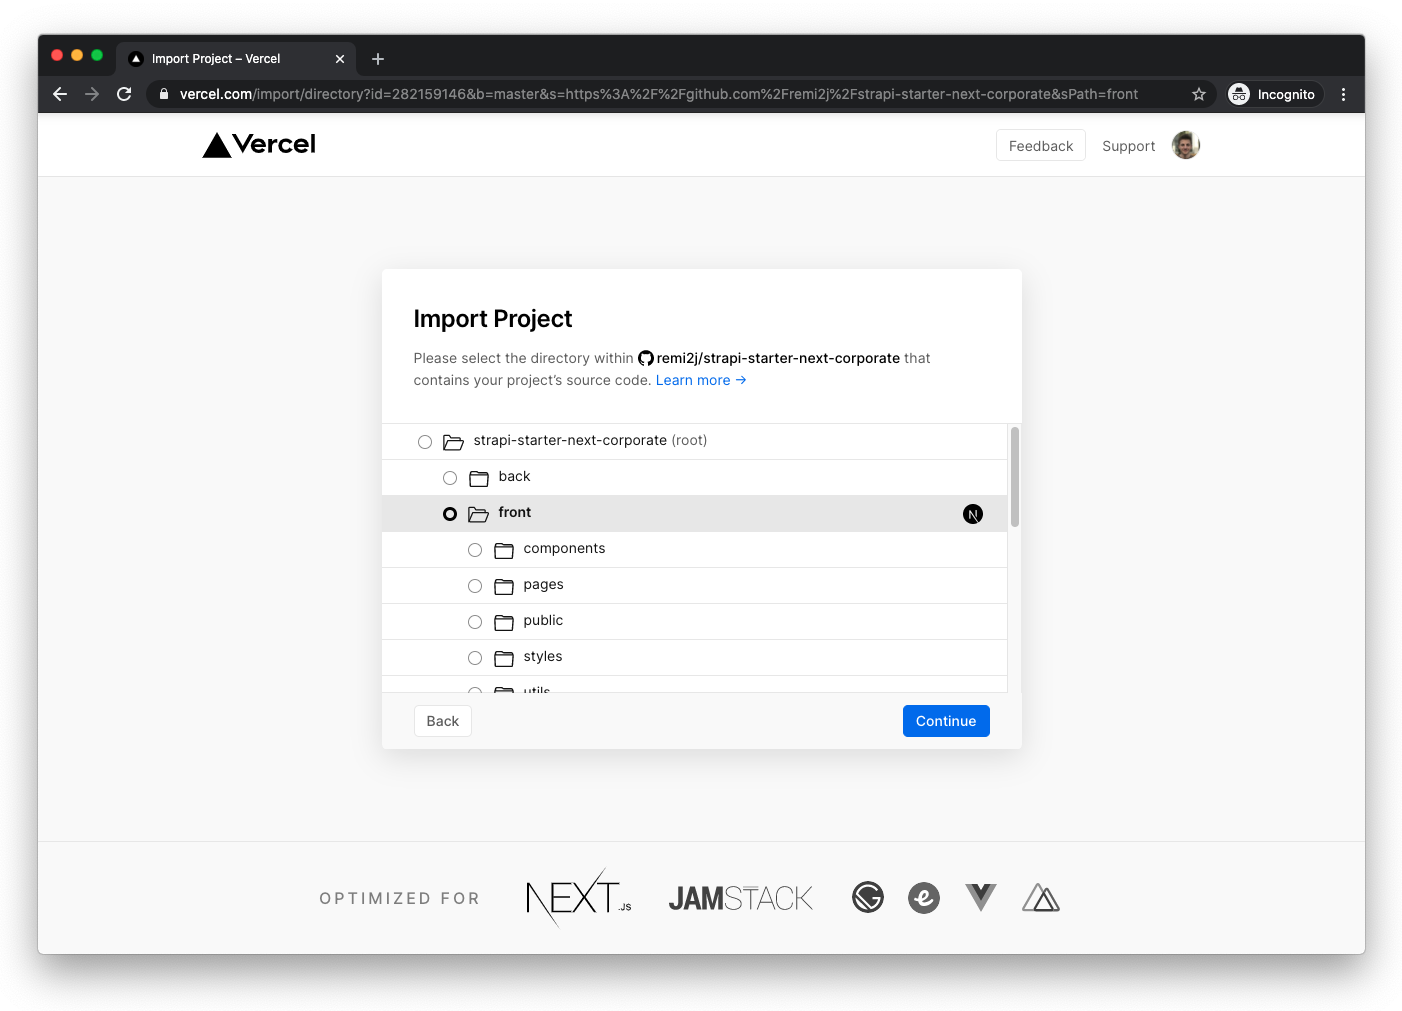 Import Project – Vercel
vercel.com/import/directory?id=282159146&b=master&s=https%3A%2F%2Fgithub.com%2Fremi2j%2Fstrapi-starter-next-corporate&sPath=front
Incognito
Vercel
Feedback
Support
Import Project
Please select the directory within remi2j/strapi-starter-next-corporate that
contains your project’s source code. Learn more →
strapi-starter-next-corporate (root)
back
front
N
components
pages
public
styles
utils
Back
Continue
OPTIMIZED FOR
NEXT.JS
JAMSTACK